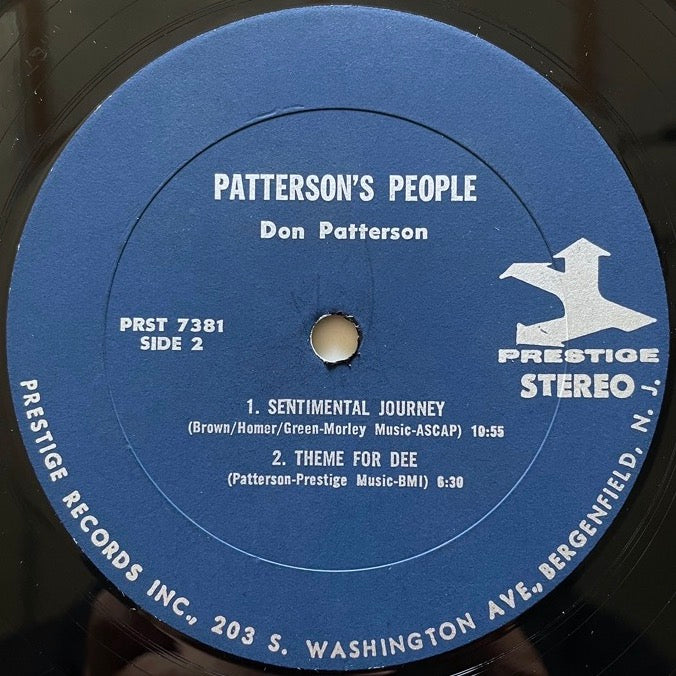 PATTERSON'S PEOPLE
Don Patterson
PRST 7381
SIDE 2
PRESTIGE
STEREO
1. SENTIMENTAL JOURNEY
(Brown/Homer/Green-Morley Music-ASCAP) 10:55
2. THEME FOR DEE
(Patterson-Prestige Music-BMI) 6:30
PRESTIGE RECORDS INC., 203 S. WASHINGTON AVE., BERGENFIELD, N. J.